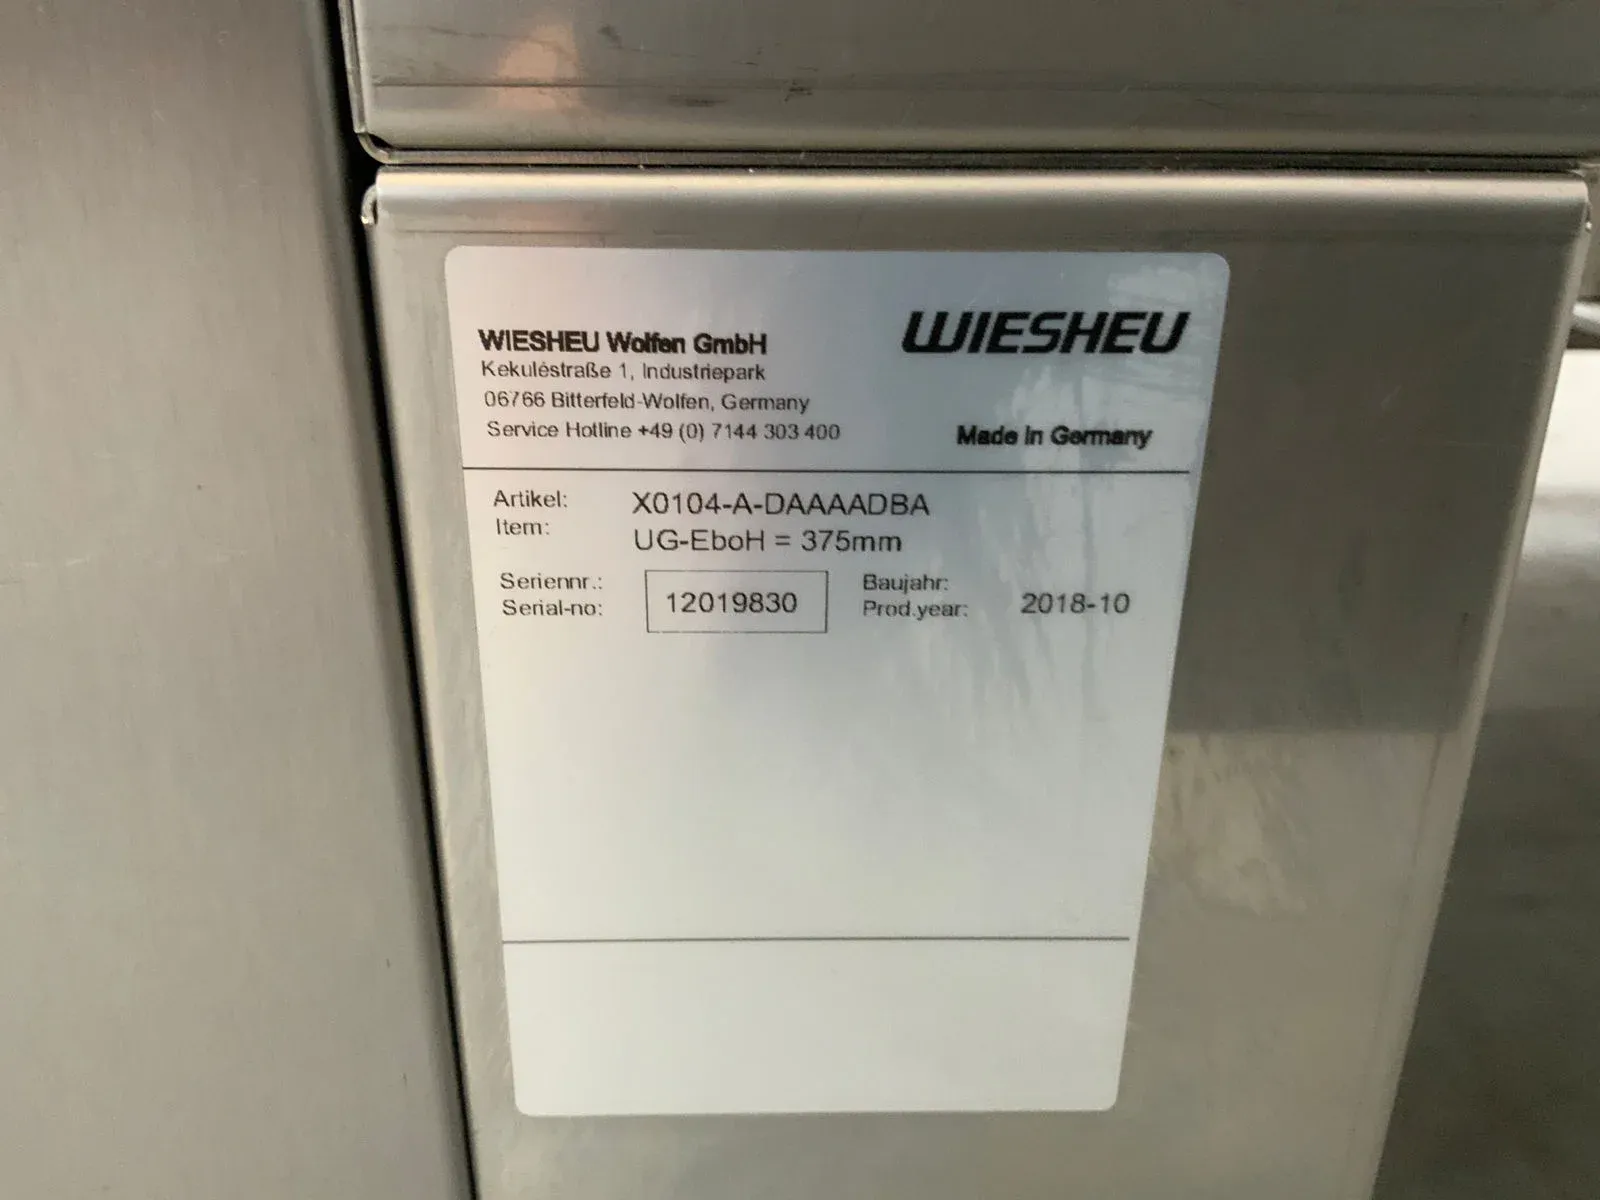 WIESHEU Wolfen GmbH
Kekuléstraße 1, Industriepark
06766 Bitterfeld-Wolfen, Germany
Service Hotline +49 (0) 7144 303 400
WIESHEU
Made in Germany
Artikel: X0104-A-DAAAADBA
Item: UG-EboH = 375mm
Seriennr.: Baujahr:
Serial-no: 12019830 Prod.year: 2018-10